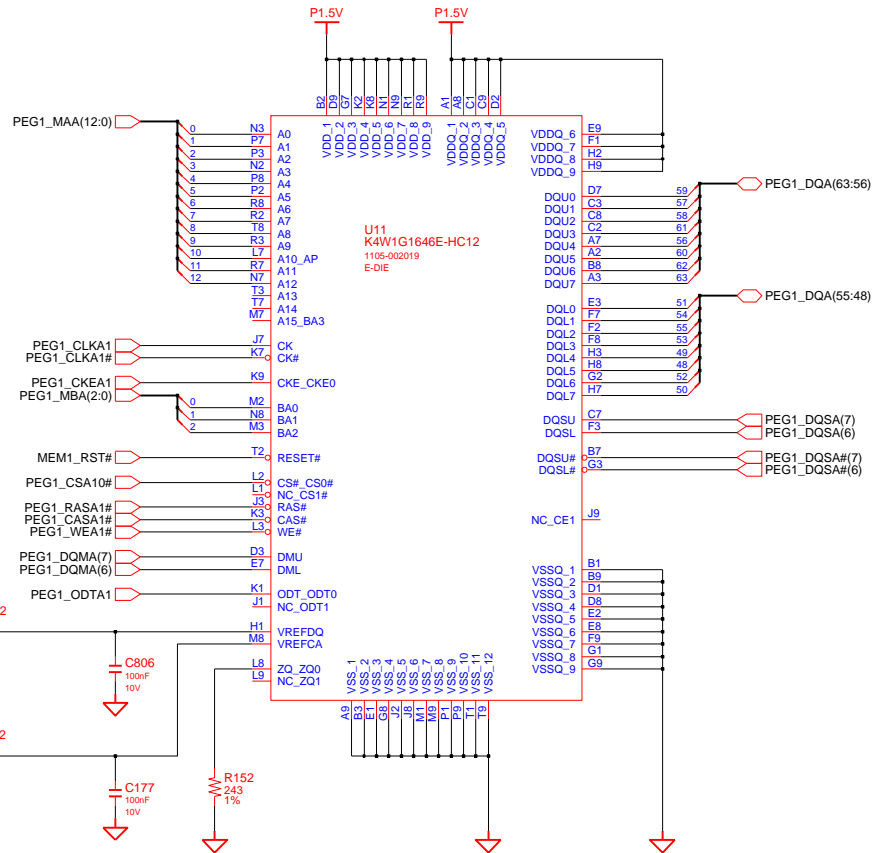 P1.5V P1.5V
B2 D9 G7 K2 K8 N1 N9 R1 R9 A1 A8 C1 C9 D2
VDD_1 VDD_2 VDD_3 VDD_4 VDD_5 VDD_6 VDD_7 VDD_8 VDD_9 VDDQ_1 VDDQ_2 VDDQ_3 VDDQ_4 VDDQ_5
PEG1_MAA(12:0)
0 N3 A0
1 P7 A1
2 P3 A2
3 N2 A3
4 P8 A4
5 P2 A5
6 R8 A6
7 R2 A7
8 T8 A8
9 R3 A9
10 L7 A10_AP
11 R7 A11
12 N7 A12
T3 A13
T7 A14
M7 A15_BA3
PEG1_CLKA1 J7 CK
PEG1_CLKA1# K7 CK#
PEG1_CKEA1 K9 CKE_CKE0
PEG1_MBA(2:0)
0 M2 BA0
1 N8 BA1
2 M3 BA2
MEM1_RST# T2 RESET#
PEG1_CSA10# L2 CS#_CS0#
L1 NC_CS1#
PEG1_RASA1# J3 RAS#
PEG1_CASA1# K3 CAS#
PEG1_WEA1# L3 WE#
PEG1_DQMA(7) D3 DMU
PEG1_DQMA(6) E7 DML
PEG1_ODTA1 K1 ODT_ODT0
J1 NC_ODT1
2
H1 VREFDQ
M8 VREFCA
L8 ZQ_ZQ0
L9 NC_ZQ1
C806
100nF
10V
2
C177
100nF
10V
R152
243
1%
U11
K4W1G1646E-HC12
1105-002019
E-DIE
VDDQ_6 E9
VDDQ_7 F1
VDDQ_8 H2
VDDQ_9 H9
PEG1_DQA(63:56)
DQU0 D7 59
DQU1 C3 57
DQU2 C8 58
DQU3 C2 61
DQU4 A7 56
DQU5 A2 60
DQU6 B8 62
DQU7 A3 63
PEG1_DQA(55:48)
DQL0 E3 51
DQL1 F7 54
DQL2 F2 55
DQL3 F8 53
DQL4 H3 49
DQL5 H8 48
DQL6 G2 52
DQL7 H7 50
DQSU C7 PEG1_DQSA(7)
DQSL F3 PEG1_DQSA(6)
DQSU# B7 PEG1_DQSA#(7)
DQSL# G3 PEG1_DQSA#(6)
NC_CE1 J9
VSSQ_1 B1
VSSQ_2 B9
VSSQ_3 D1
VSSQ_4 D8
VSSQ_5 E2
VSSQ_6 E8
VSSQ_7 F9
VSSQ_8 G1
VSSQ_9 G9
VSS_1 VSS_2 VSS_3 VSS_4 VSS_5 VSS_6 VSS_7 VSS_8 VSS_9 VSS_10 VSS_11 VSS_12
A9 B3 E1 G8 J2 J8 M1 M9 P1 P9 T1 T9